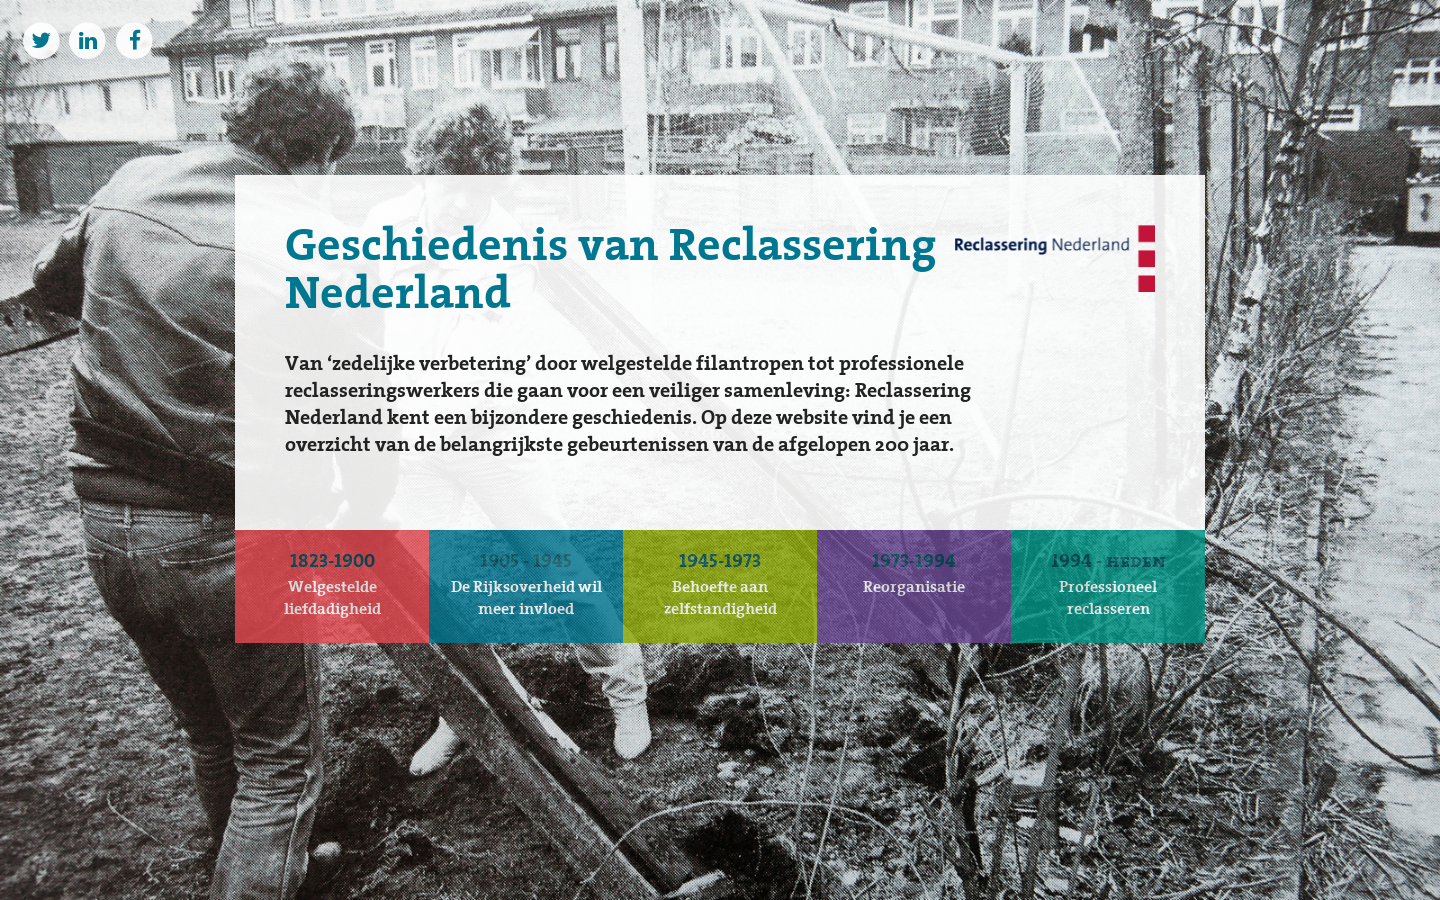 Geschiedenis van Reclassering
Nederland
Reclassering Nederland
Van ‘zedelijke verbetering’ door welgestelde filantropen tot professionele
reclasseringswerkers die gaan voor een veiliger samenleving: Reclassering
Nederland kent een bijzondere geschiedenis. Op deze website vind je een
overzicht van de belangrijkste gebeurtenissen van de afgelopen 200 jaar.
1823-1900
Welgestelde
liefdadigheid
1905 - 1945
De Rijksoverheid wil
meer invloed
1945-1973
Behoefte aan
zelfstandigheid
1973-1994
Reorganisatie
1994 - HEDEN
Professioneel
reclasseren